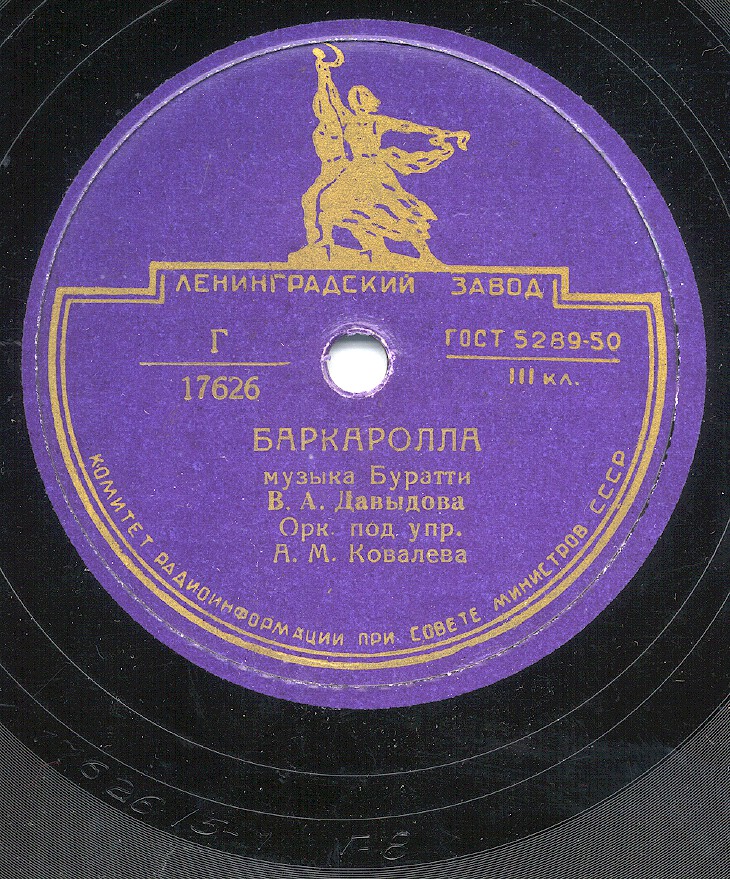 ЛЕНИНГРАДСКИЙ ЗАВОД
Г
17626
ГОСТ 5289-50
III кл.
БАРКАРОЛЛА
музыка Буратти
В. А. Давыдова
Орк. под упр.
А. М. Ковалева
КОМИТЕТ РАДИОИНФОРМАЦИИ ПРИ СОВЕТЕ МИНИСТРОВ СССР